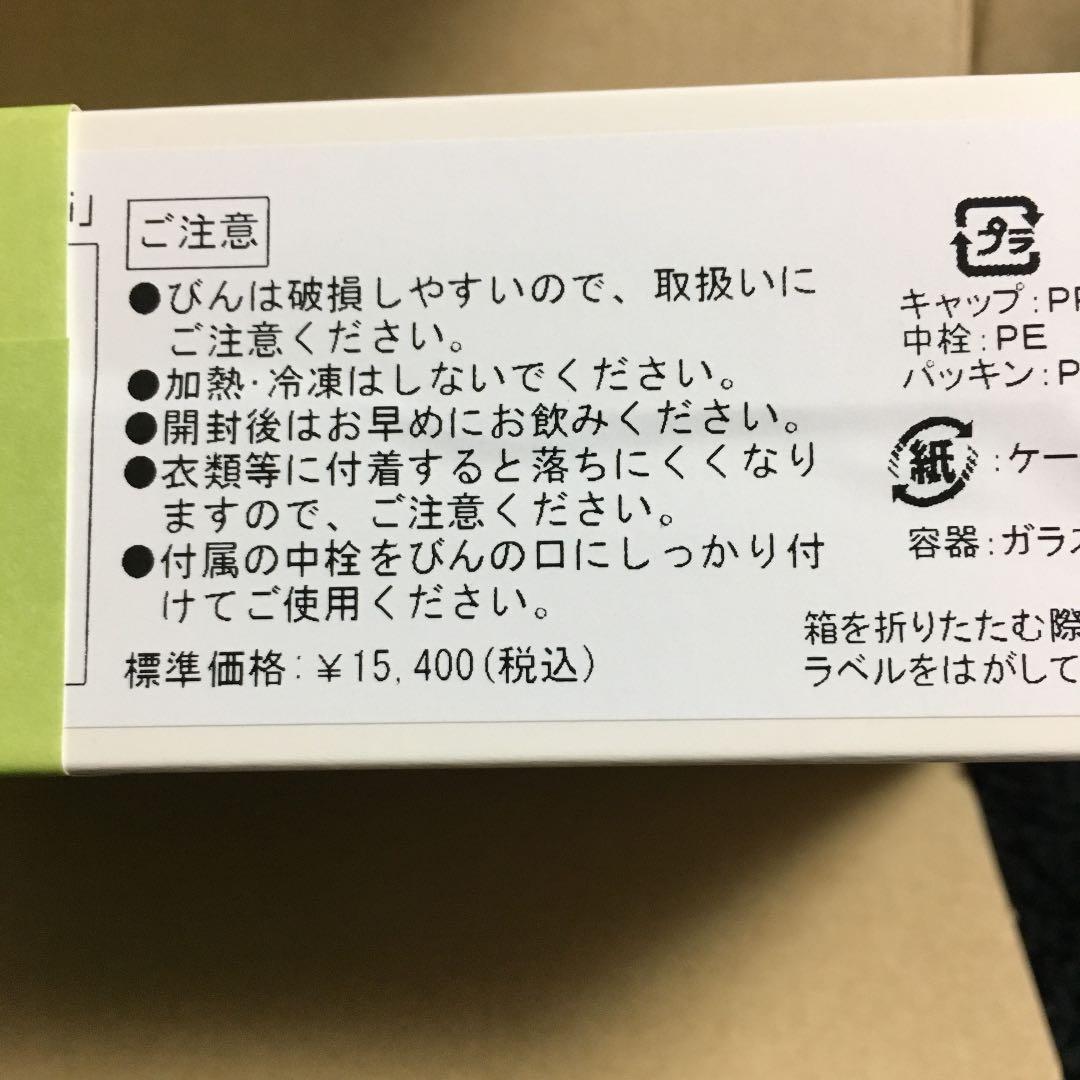 ご注意
●びんは破損しやすいので、取扱いに
ご注意ください。
●加熱・冷凍はしないでください。
●開封後はお早めにお飲みください。
●衣類等に付着すると落ちにくくなり
ますので、ご注意ください。
●付属の中栓をびんの口にしっかり付
けてご使用ください。
標準価格:¥15,400(税込)
プラ
キャップ:PP
中栓:PE
パッキン:P
紙:ケー
容器:ガラス
箱を折りたたむ際
ラベルをはがして